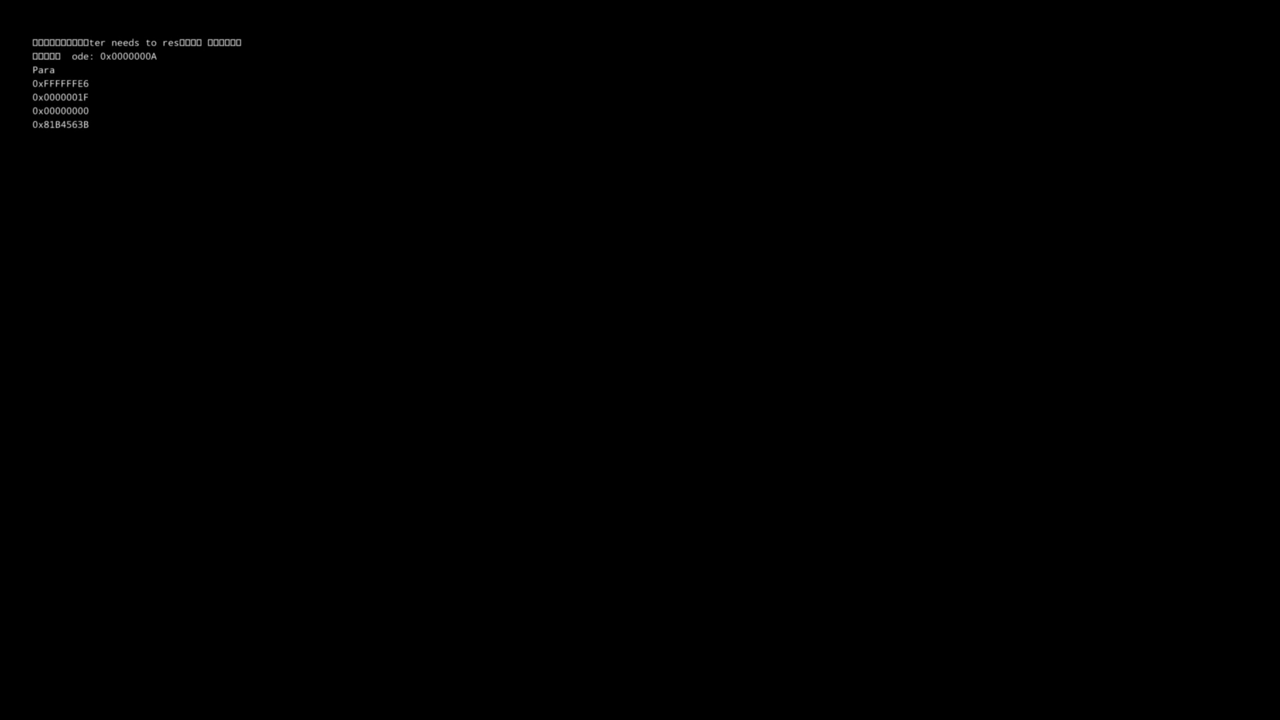 ▯▯▯▯▯▯▯▯▯▯ter needs to res▯▯▯▯ ▯▯▯▯▯▯
▯▯▯▯▯  ode: 0x0000000A
Para
0xFFFFFFE6
0x0000001F
0x00000000
0x81B4563B